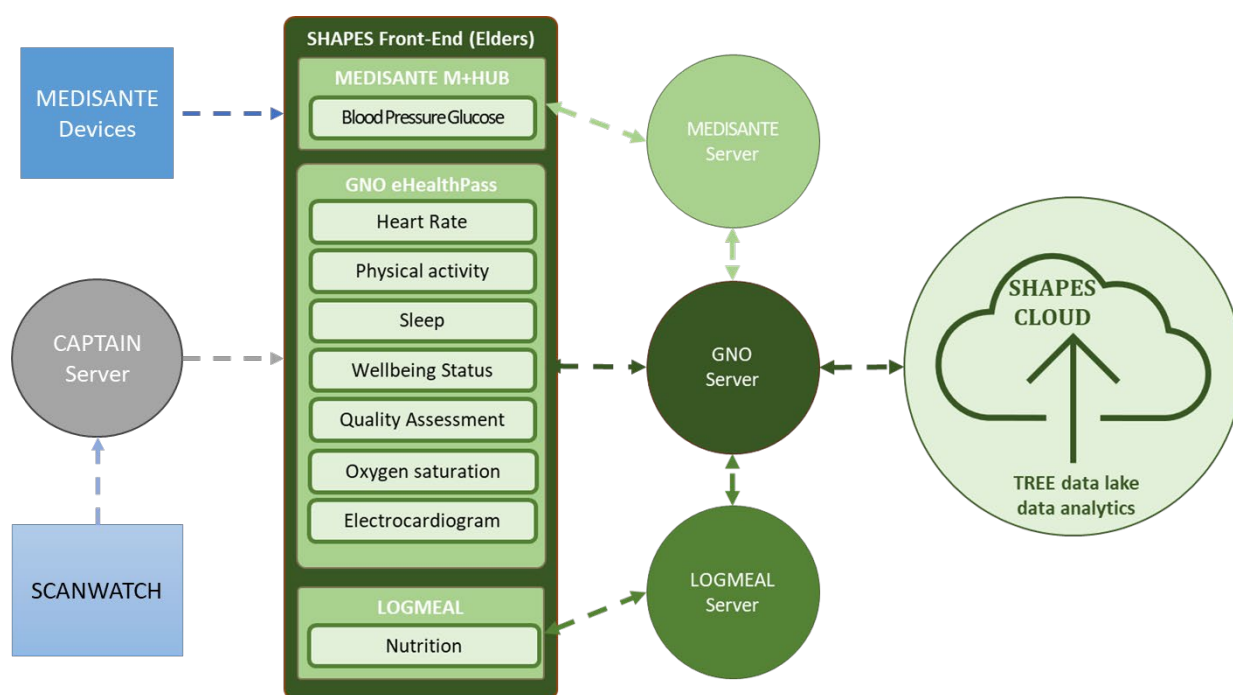 MEDISANTE
Devices
CAPTAIN
Server
SCANWATCH
SHAPES Front-End (Elders)
MEDISANTE M+HUB
Blood Pressure Glucose
GNO eHealthPass
Heart Rate
Physical activity
Sleep
Wellbeing Status
Quality Assessment
Oxygen saturation
Electrocardiogram
LOGMEAL
Nutrition
MEDISANTE
Server
GNO
Server
LOGMEAL
Server
SHAPES
CLOUD
TREE data lake
data analytics